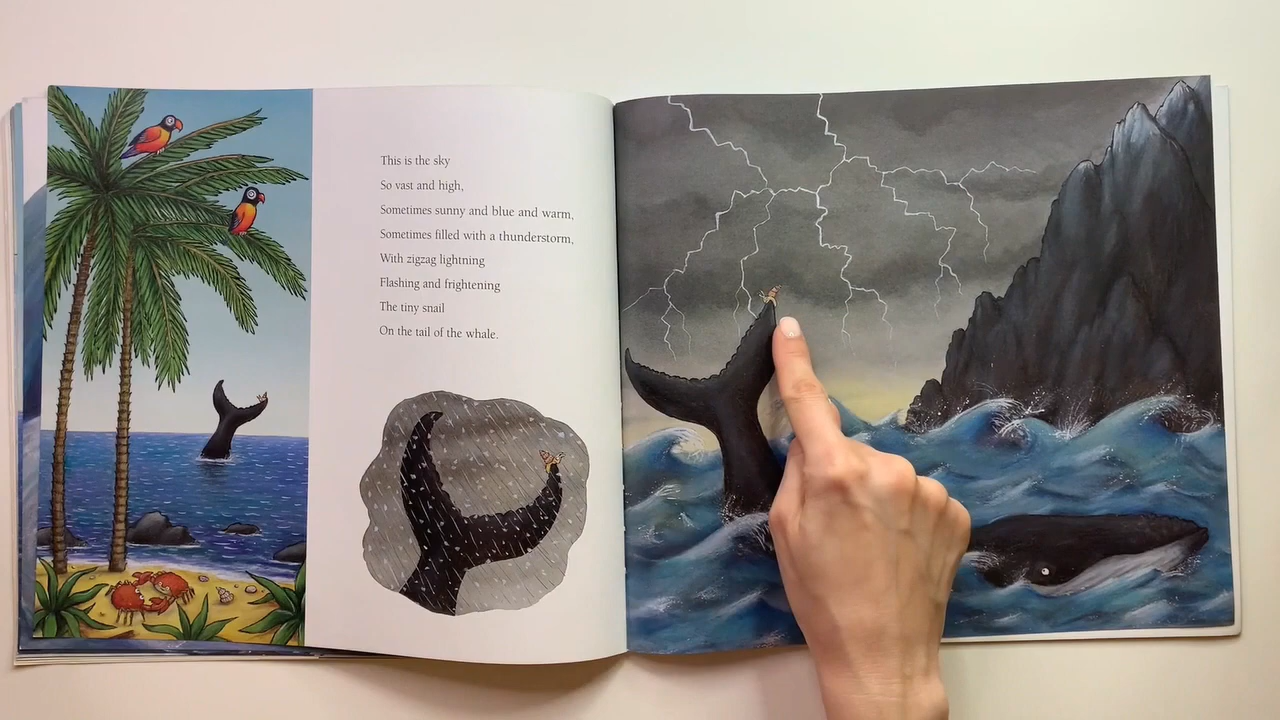 This is the sky
So vast and high,
Sometimes sunny and blue and warm,
Sometimes filled with a thunderstorm,
With zigzag lightning
Flashing and frightening
The tiny snail
On the tail of the whale.